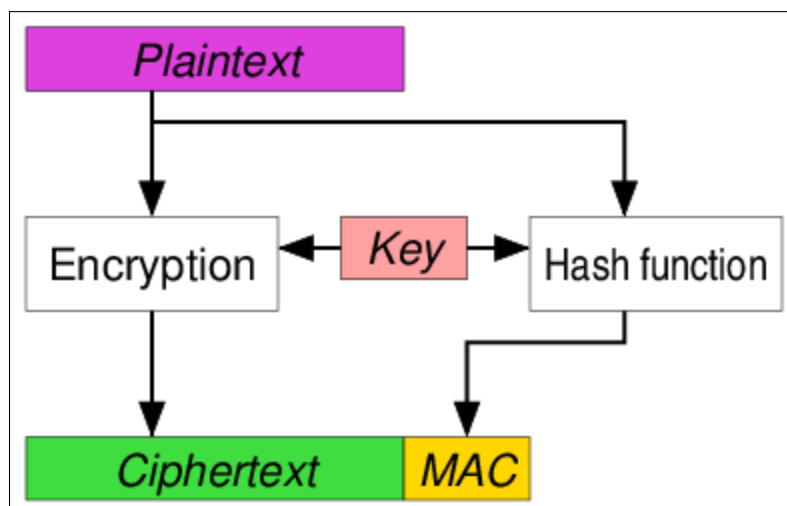 Plaintext
Encryption
Key
Hash function
Ciphertext
MAC